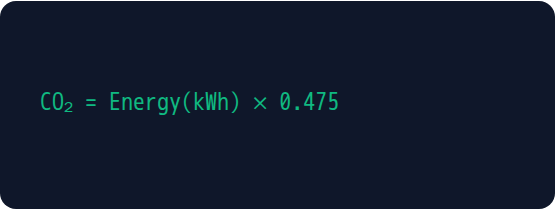 CO₂ = Energy(kWh) × 0.475